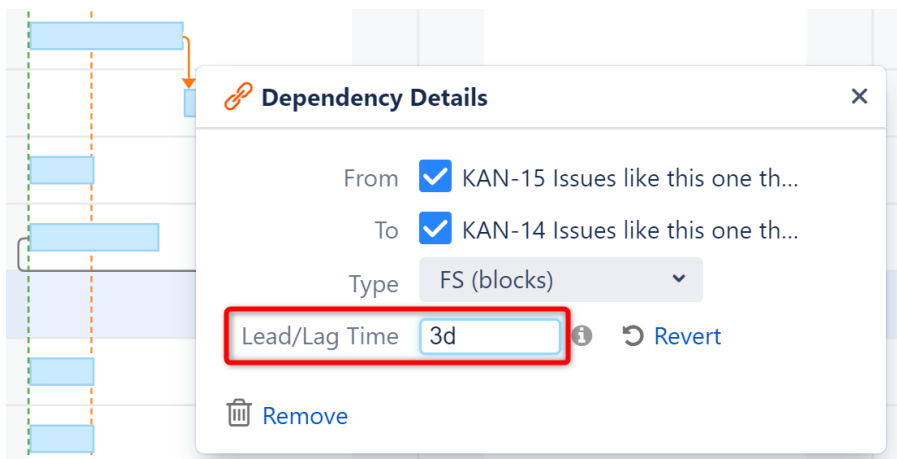 Dependency Details
From KAN-15 Issues like this one th...
To KAN-14 Issues like this one th...
Type FS (blocks)
Lead/Lag Time 3d Revert
Remove